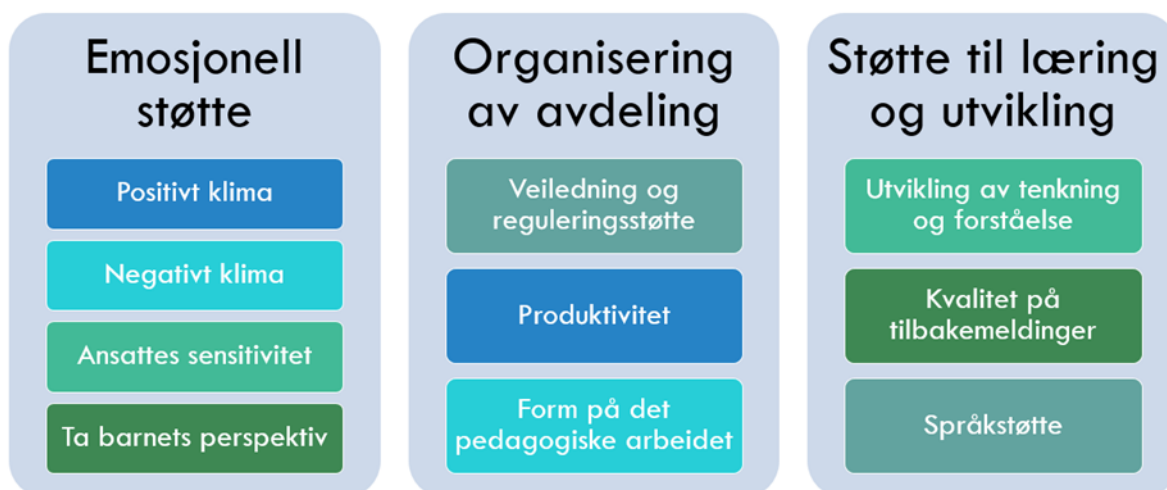 Emosjonell
støtte
Positivt klima
Negativt klima
Ansattes sensitivitet
Ta barnets perspektiv
Organisering
av avdeling
Veiledning og
reguleringsstøtte
Produktivitet
Form på det
pedagogiske arbeidet
Støtte til læring
og utvikling
Utvikling av tenkning
og forståelse
Kvalitet på
tilbakemeldinger
Språkstøtte